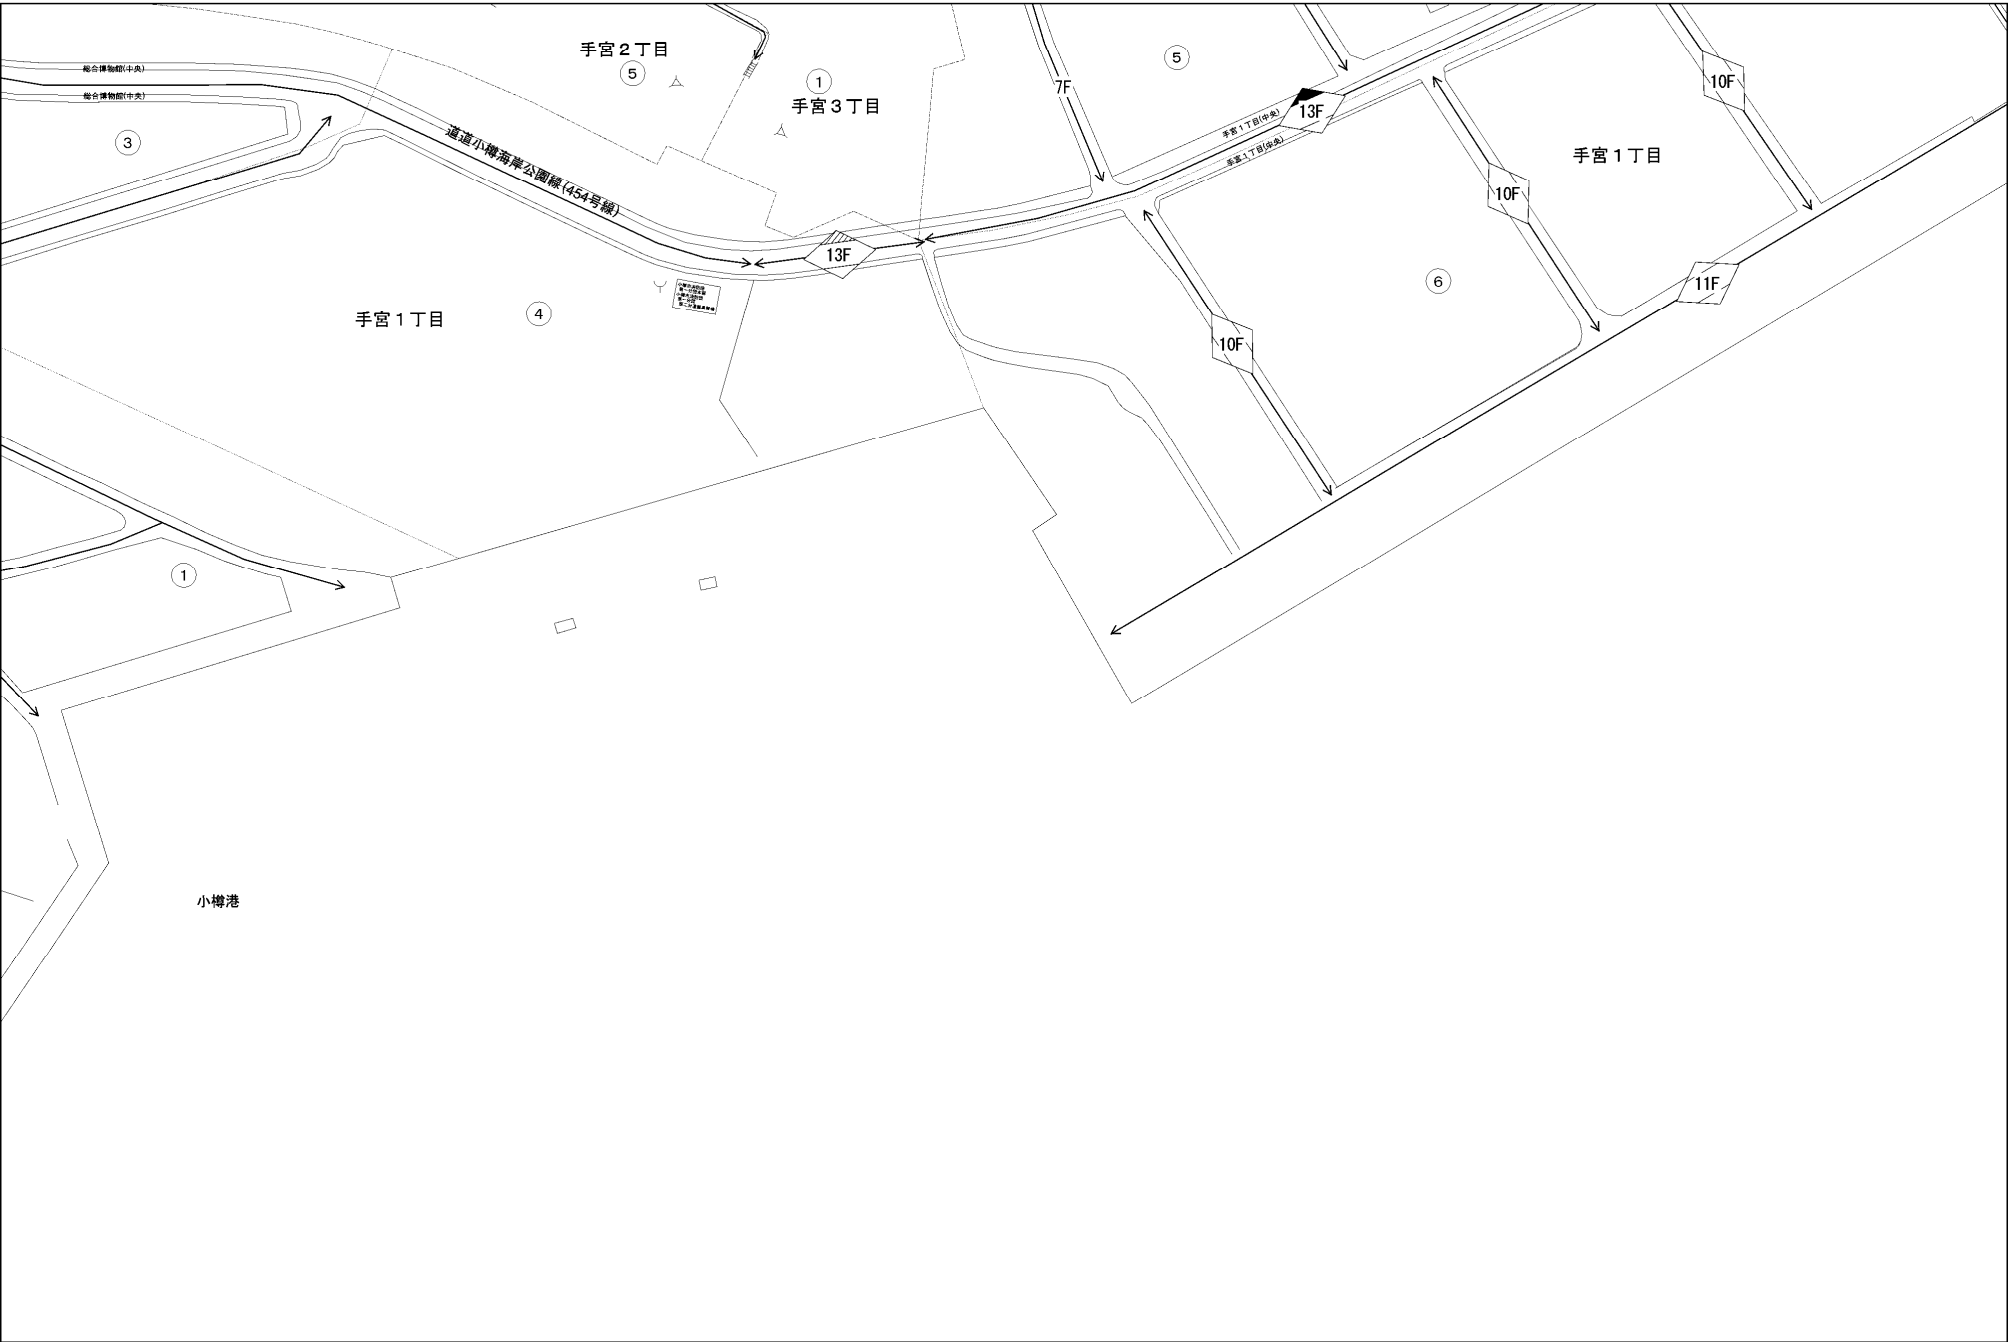 手宮２丁目
5
総合博物館(中央)
総合博物館(中央)
3
1
手宮３丁目
7F
5
13F
手宮１丁目(中央)
手宮１丁目(中央)
10F
手宮１丁目
10F
道道小樽海岸公園線(454号線)
13F
6
11F
手宮１丁目
4
10F
1
小樽港